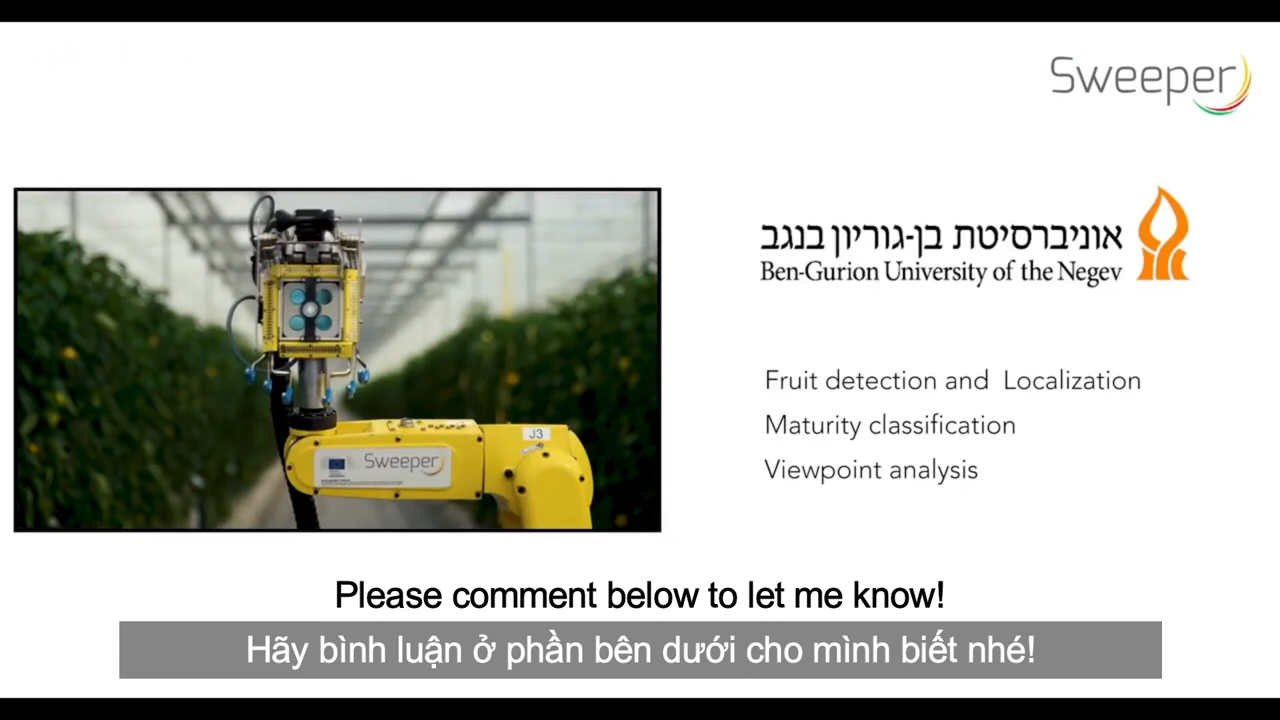 Sweeper
אוניברסיטת בן-גוריון בנגב
Ben-Gurion University of the Negev
J3
Sweeper
Fruit detection and Localization
Maturity classification
Viewpoint analysis
Please comment below to let me know!
Hãy bình luận ở phần bên dưới cho mình biết nhé!